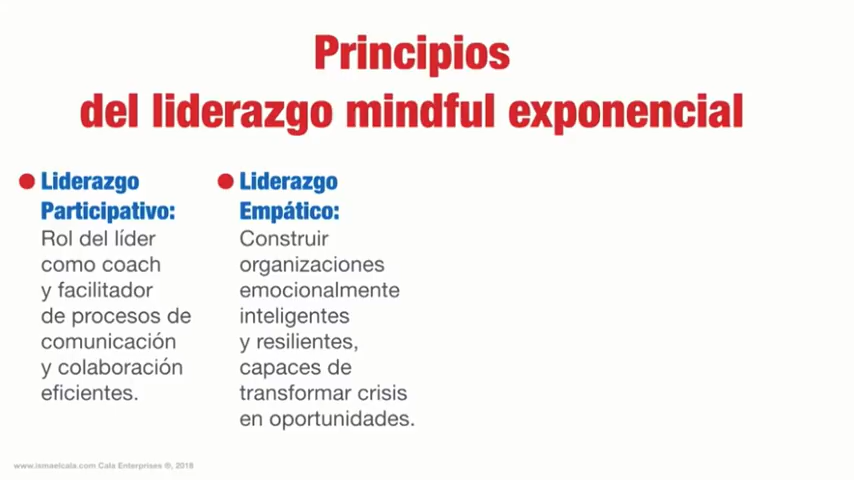 Principios
del liderazgo mindful exponencial
Liderazgo
Participativo:
Rol del líder
como coach
y facilitador
de procesos de
comunicación
y colaboración
eficientes.
Liderazgo
Empático:
Construir
organizaciones
emocionalmente
inteligentes
y resilientes,
capaces de
transformar crisis
en oportunidades.
www.ismaelcala.com Cala Enterprises ®, 2018